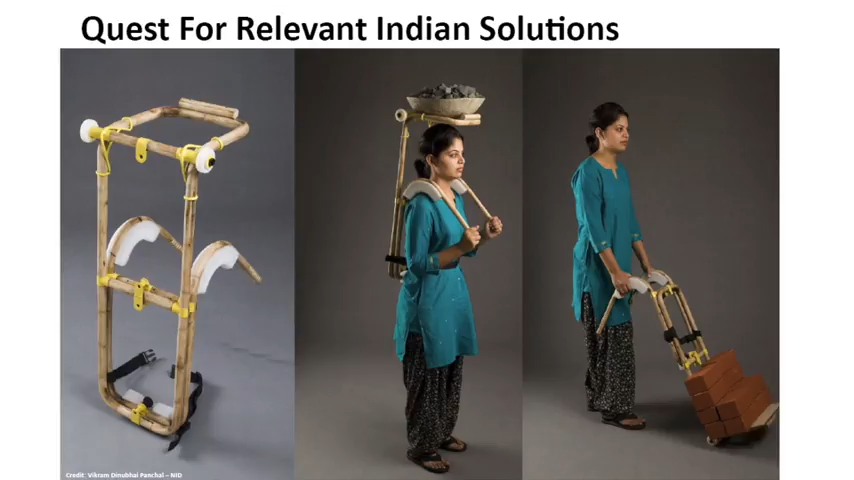 Quest For Relevant Indian Solutions
Credit: Vikram Dinubhai Panchal – NID